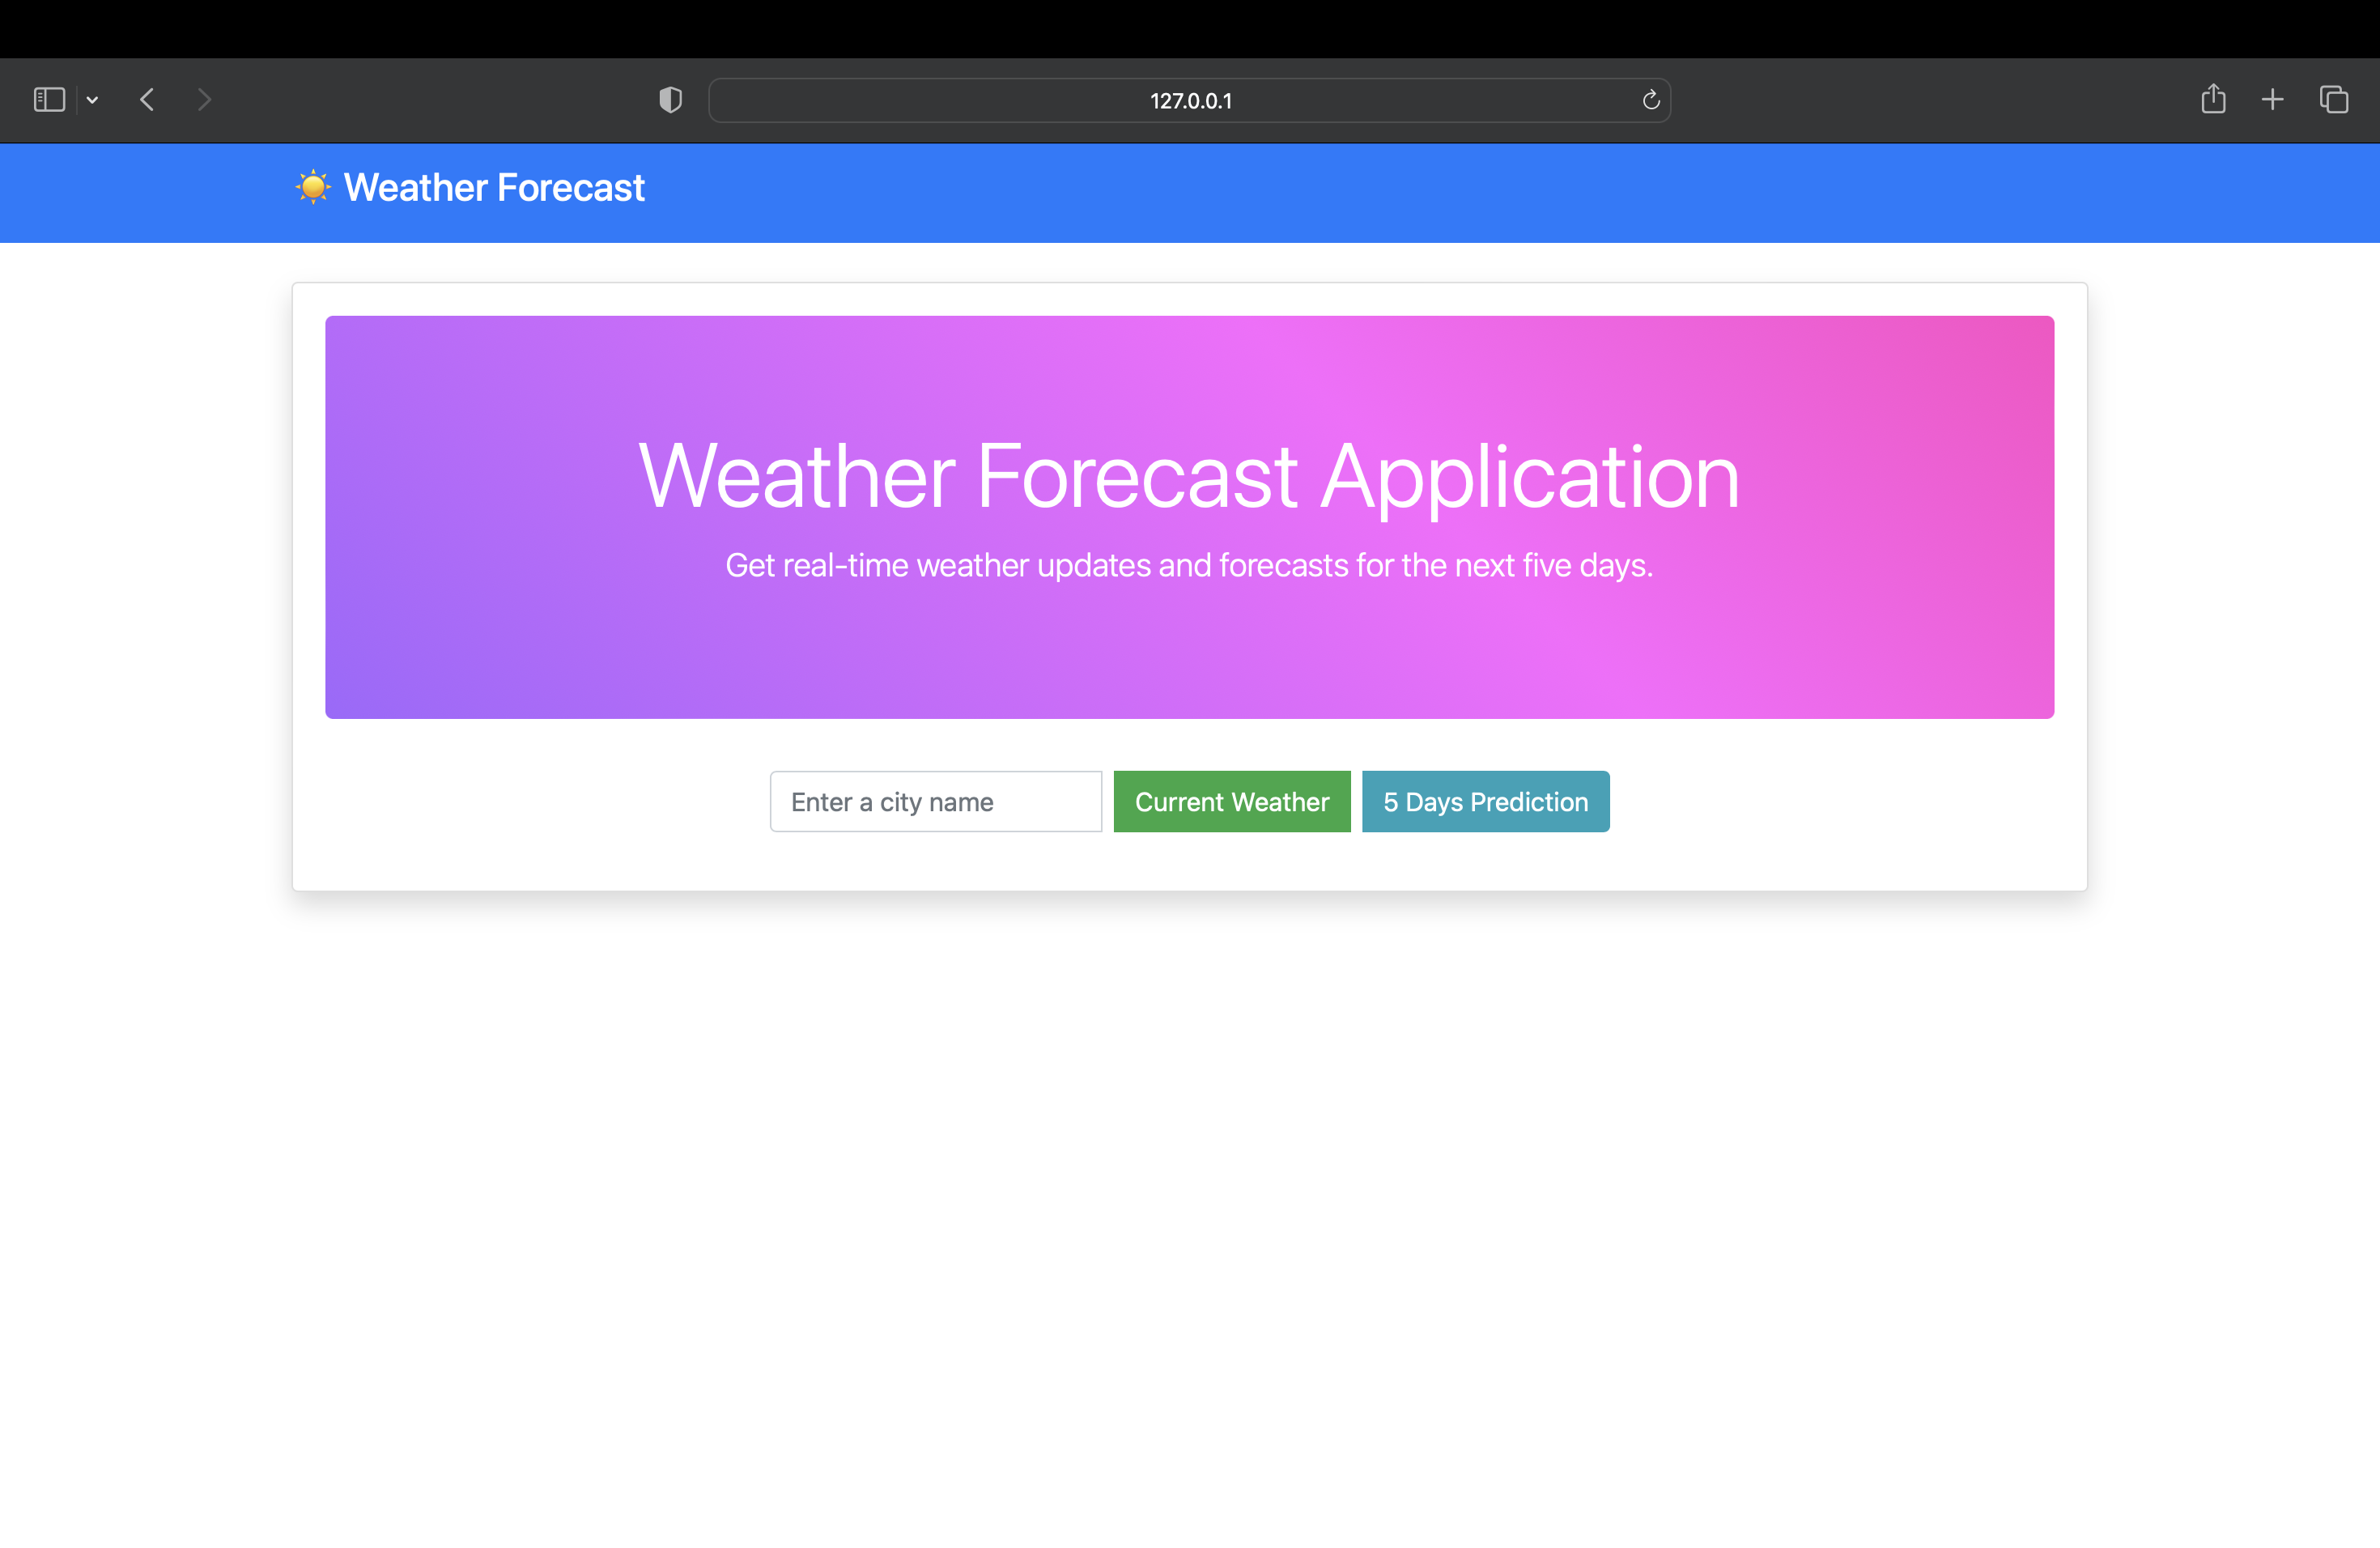 127.0.0.1
Weather Forecast
Weather Forecast Application
Get real-time weather updates and forecasts for the next five days.
Enter a city name Current Weather 5 Days Prediction